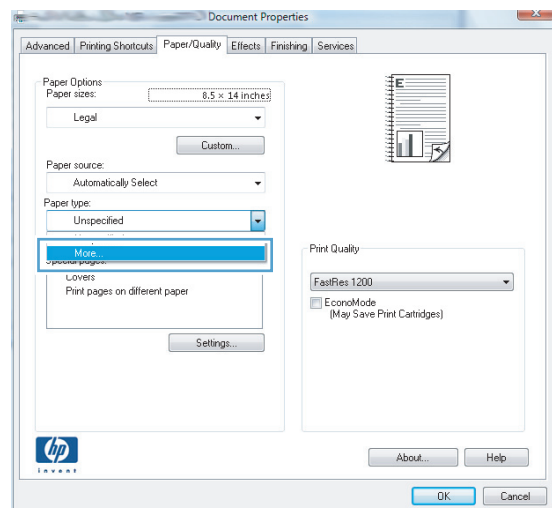 Document Properties
Advanced Printing Shortcuts Paper/Quality Effects Finishing Services
Paper Options
Paper sizes: 8.5 × 14 inches
Legal
Custom...
Paper source:
Automatically Select
Paper type:
Unspecified
More...
Special pages:
Covers
Print pages on different paper
Settings...
E
Print Quality
FastRes 1200
EconoMode
(May Save Print Cartridges)
hp
invent
About... Help
OK Cancel